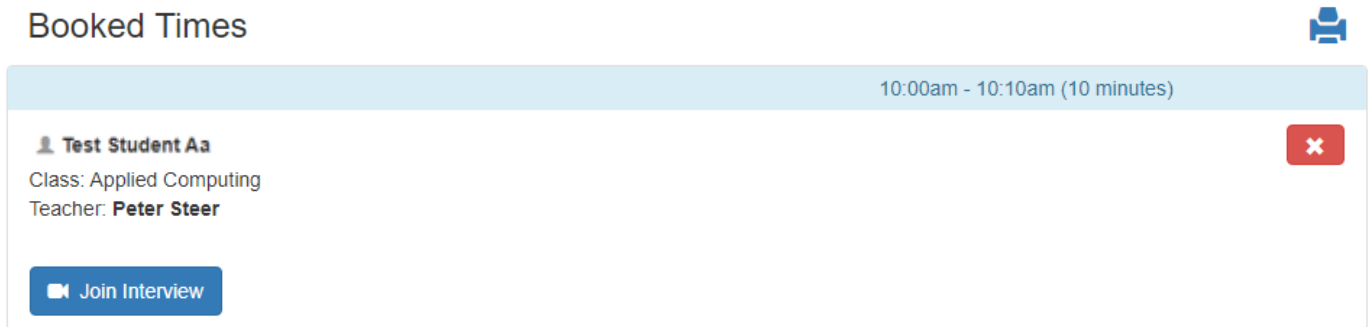 Booked Times
10:00am - 10:10am (10 minutes)
Test Student Aa
Class: Applied Computing
Teacher: Peter Steer
Join Interview